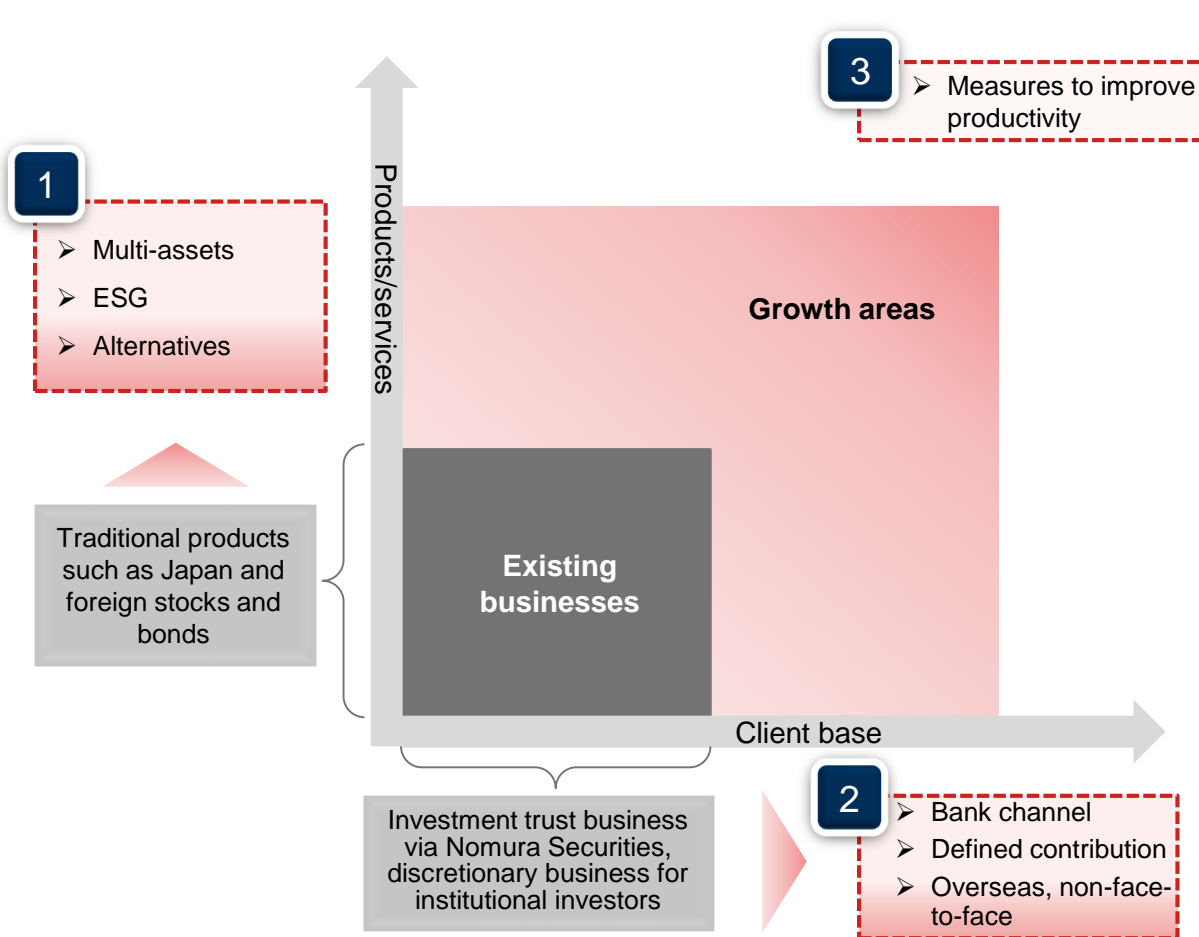 3
➢ Measures to improve
productivity
1
➢ Multi-assets
➢ ESG
➢ Alternatives
Products/services
Growth areas
Traditional products
such as Japan and
foreign stocks and
bonds
Existing
businesses
Client base
Investment trust business
via Nomura Securities,
discretionary business for
institutional investors
2
➢ Bank channel
➢ Defined contribution
➢ Overseas, non-face-
to-face